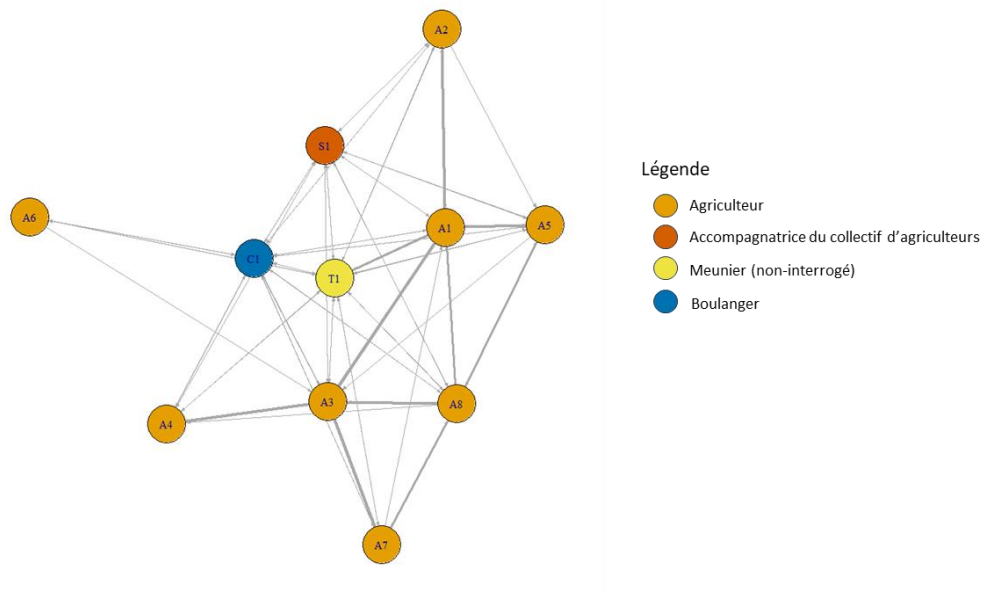 A2
S1
A6
A1
A5
C1
T1
A3
A8
A4
A7
Légende
Agriculteur
Accompagnatrice du collectif d'agriculteurs
Meunier (non-interrogé)
Boulanger